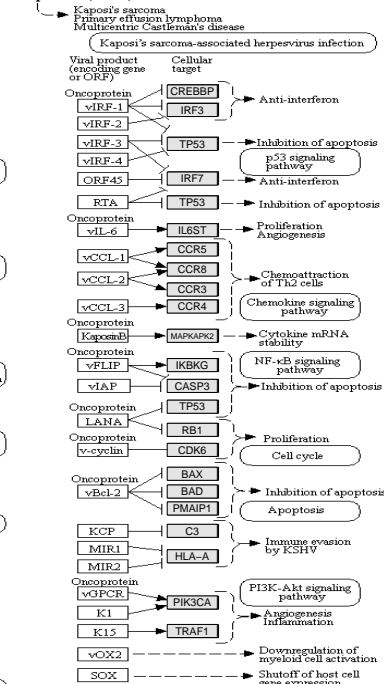 Kaposi's sarcoma
Primary effusion lymphoma
Multicentric Castleman's disease
Kaposi's sarcoma-associated herpesvirus infection
Viral product
(encoding gene
or ORF)
Cellular
target
Oncoprotein
vIRF-1
CREBBP
IRF3
Anti-interferon
vIRF-2
vIRF-3
TP53
Inhibition of apoptosis
vIRF-4
p53 signaling
pathway
ORF45
IRF7
Anti-interferon
RTA
TP53
Inhibition of apoptosis
Oncoprotein
vIL-6
IL6ST
Proliferation
Angiogenesis
vCCL-1
CCR5
vCCL-2
CCR8
CCR3
Chemoattraction
of Th2 cells
vCCL-3
CCR4
Chemokine signaling
pathway
Oncoprotein
KaposinB
MAPKAPK2
Cytokine mRNA
stability
Oncoprotein
vFLIP
IKBKG
NF-κB signaling
pathway
vIAP
CASP3
Inhibition of apoptosis
Oncoprotein
LANA
TP53
RB1
Oncoprotein
v-cyclin
CDK6
Proliferation
Cell cycle
Oncoprotein
vBcl-2
BAX
BAD
PMAIP1
Inhibition of apoptosis
Apoptosis
KCP
C3
MIR1
HLA-A
MIR2
Immune evasion
by KSHV
Oncoprotein
vGPCR
PIK3CA
PI3K-Akt signaling
pathway
K1
Angiogenesis
Inflammation
K15
TRAF1
vOX2
Downregulation of
myeloid cell activation
SOX
Shutoff of host cell
gene expression